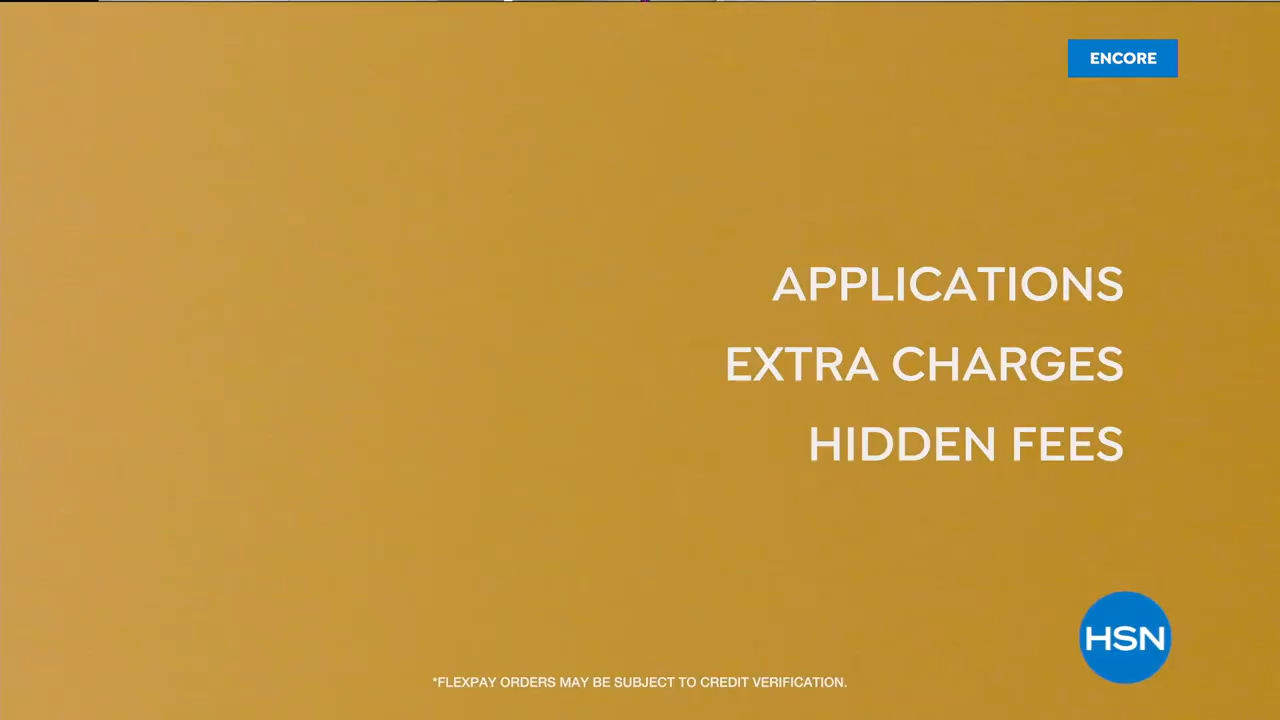 ENCORE
APPLICATIONS
EXTRA CHARGES
HIDDEN FEES
HSN
*FLEXPAY ORDERS MAY BE SUBJECT TO CREDIT VERIFICATION.